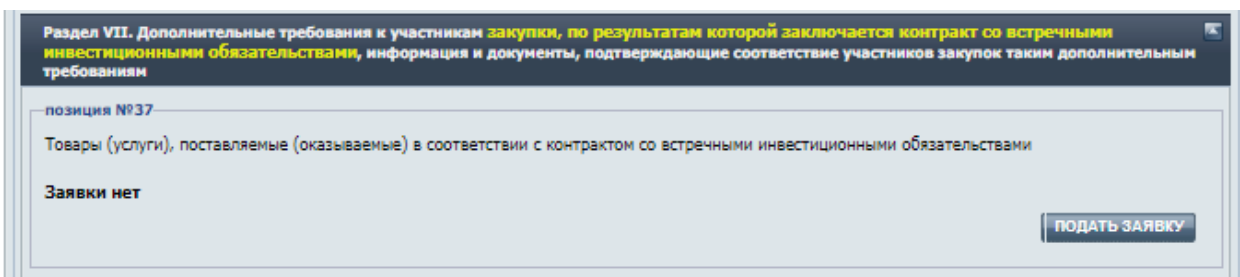 Раздел VII. Дополнительные требования к участникам закупки, по результатам которой заключается контракт со встречными
инвестиционными обязательствами, информация и документы, подтверждающие соответствие участников закупок таким дополнительным
требованиям
позиция №37
Товары (услуги), поставляемые (оказываемые) в соответствии с контрактом со встречными инвестиционными обязательствами
Заявки нет
ПОДАТЬ ЗАЯВКУ